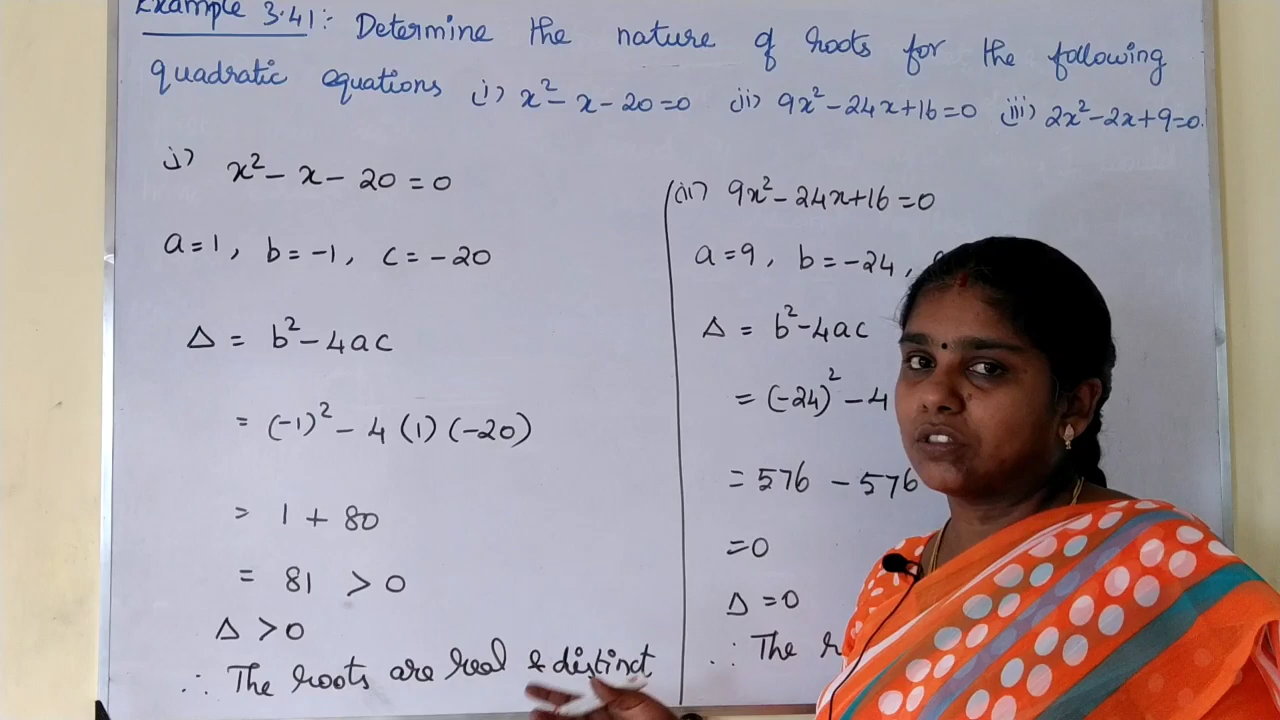 Example 3.41:- Determine the nature of roots for the following
quadratic equations i) x² - x - 20 = 0 ii) 9x² - 24x + 16 = 0 iii) 2x² - 2x + 9 = 0.
i) x² - x - 20 = 0
a = 1, b = -1, c = -20
Δ = b² - 4ac
= (-1)² - 4 (1) (-20)
= 1 + 80
= 81 > 0
Δ > 0
∴ The roots are real & distinct
(ii) 9x² - 24x + 16 = 0
a = 9, b = -24,
Δ = b² - 4ac
= (-24)² - 4
= 576 - 576
= 0
Δ = 0
∴ The